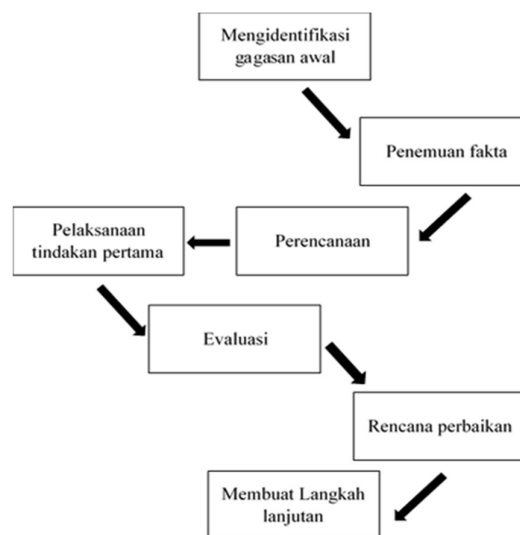 Mengidentifikasi
gagasan awal
Penemuan fakta
Perencanaan
Pelaksanaan
tindakan pertama
Evaluasi
Rencana perbaikan
Membuat Langkah
lanjutan